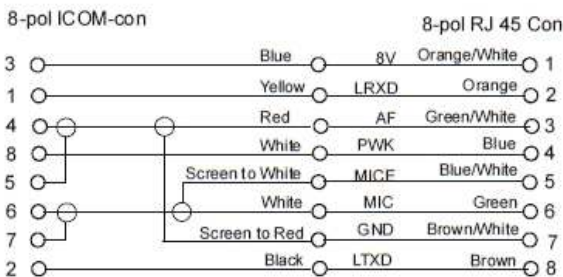 8-pol ICOM-con 8-pol RJ 45 Con
3 Blue 8V Orange/White 1
1 Yellow LRXD Orange 2
4 Red AF Green/White 3
8 White PWK Blue 4
5 Screen to White MICE Blue/White 5
6 White MIC Green 6
7 Screen to Red GND Brown/White 7
2 Black LTXD Brown 8